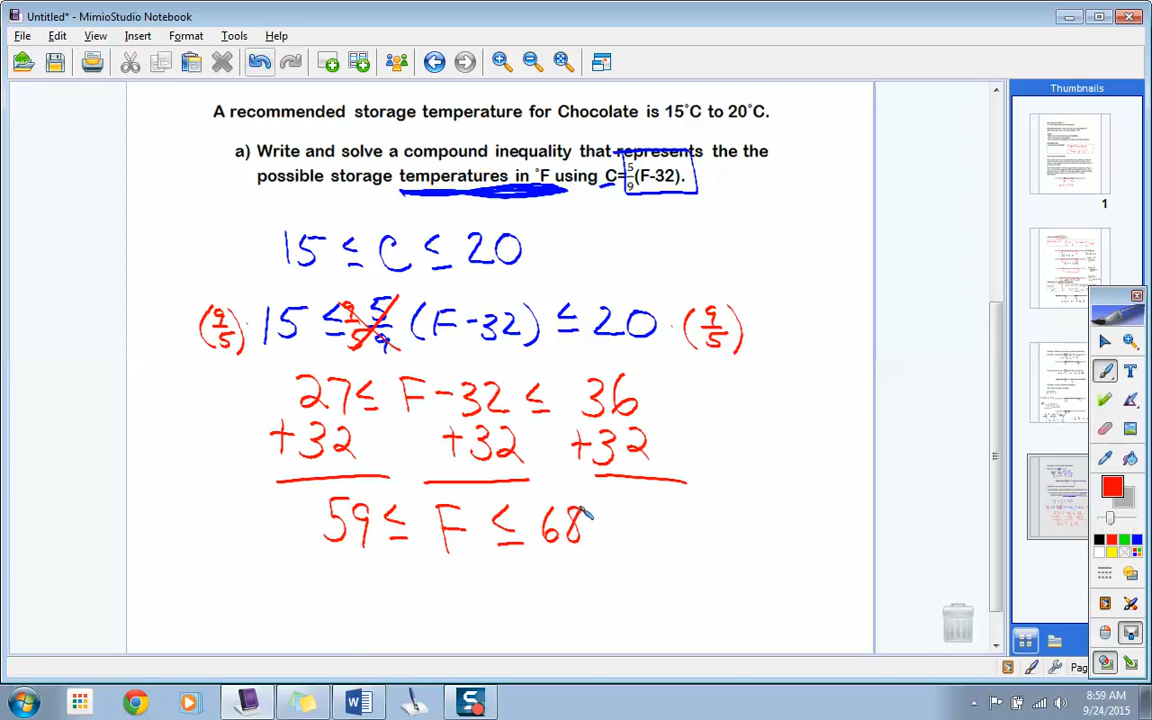 Untitled* - MimioStudio Notebook
File Edit View Insert Format Tools Help
Thumbnails
A recommended storage temperature for Chocolate is 15˚C to 20˚C.
a) Write and solve a compound inequality that represents the the
possible storage temperatures in ˚F using C=5/9(F-32).
1
15 ≤ C ≤ 20
(9/5)· 15 ≤ 9/5 5/9 (F-32) ≤ 20 ·(9/5)
27 ≤ F-32 ≤ 36
+32 +32 +32
59 ≤ F ≤ 68
T
Pag
8:59 AM
9/24/2015